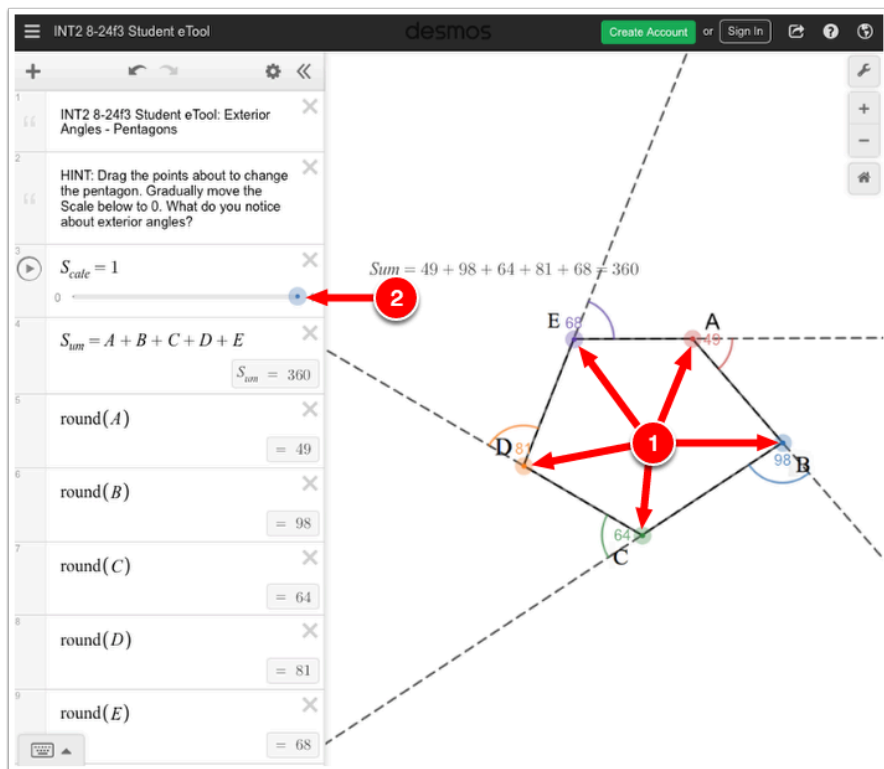 INT2 8-24f3 Student eTool
desmos
Create Account or Sign In
1
INT2 8-24f3 Student eTool: Exterior
Angles - Pentagons
2
HINT: Drag the points about to change
the pentagon. Gradually move the
Scale below to 0. What do you notice
about exterior angles?
3
Scale = 1
0
2
4
Sum = A + B + C + D + E
Sum = 360
5
round(A)
= 49
6
round(B)
= 98
7
round(C)
= 64
8
round(D)
= 81
9
round(E)
= 68
Sum = 49 + 98 + 64 + 81 + 68 = 360
E
68
A
49
1
D
81
98
B
64
C